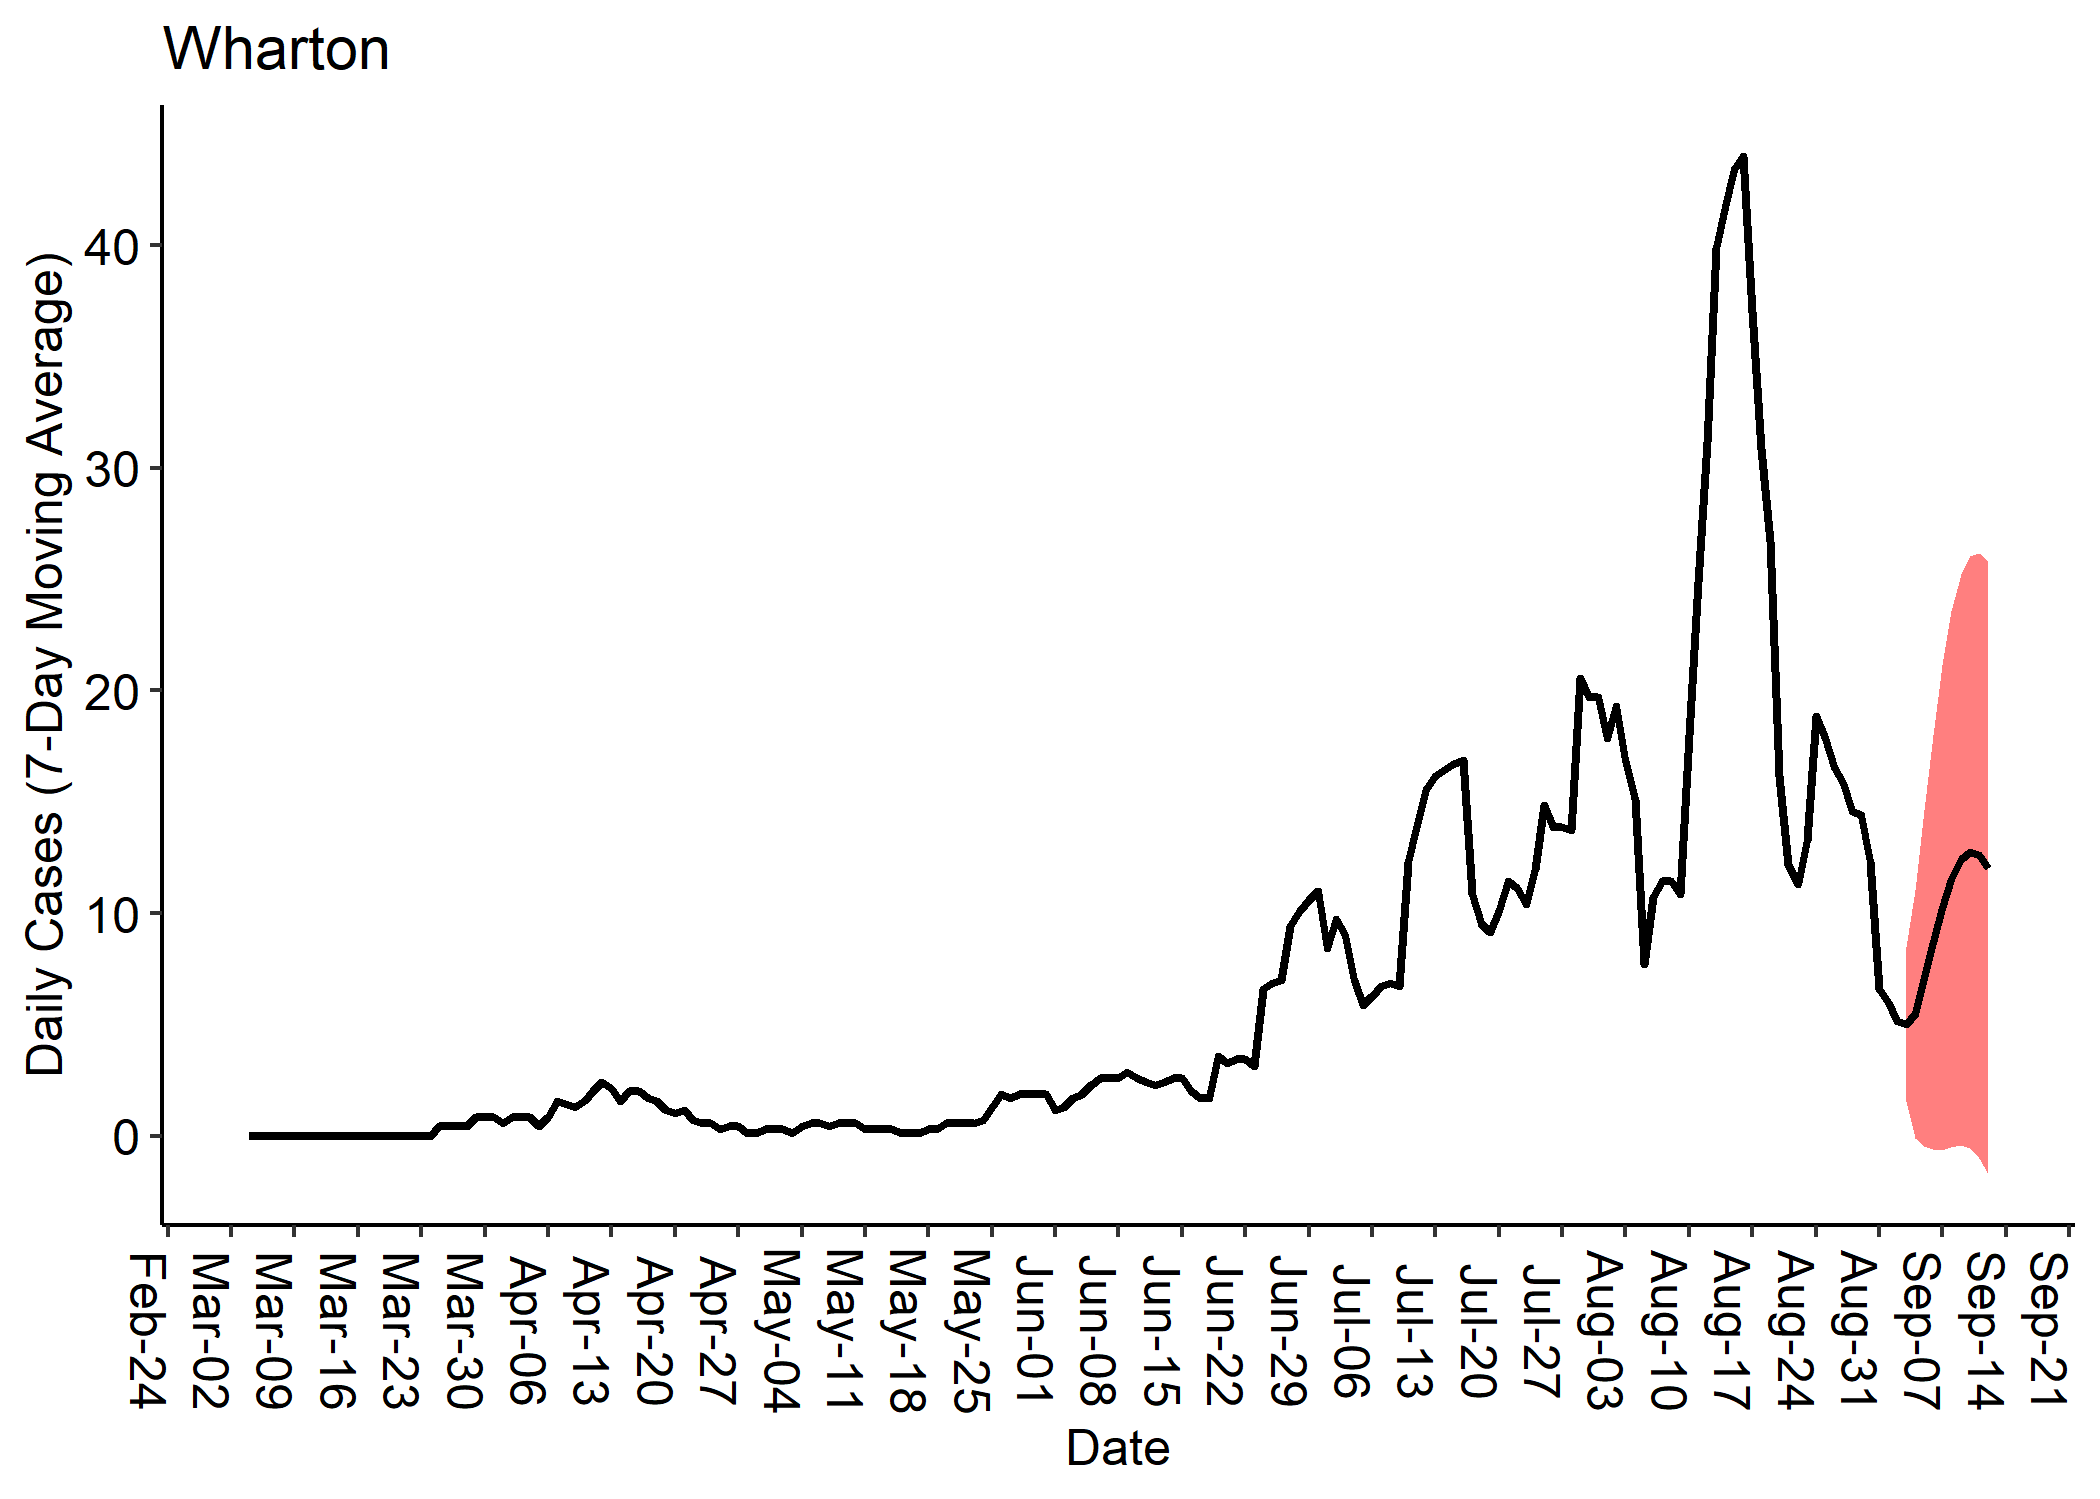 Wharton
Daily Cases (7-Day Moving Average)
40
30
20
10
0
Feb-24
Mar-02
Mar-09
Mar-16
Mar-23
Mar-30
Apr-06
Apr-13
Apr-20
Apr-27
May-04
May-11
May-18
May-25
Jun-01
Jun-08
Jun-15
Jun-22
Jun-29
Jul-06
Jul-13
Jul-20
Jul-27
Aug-03
Aug-10
Aug-17
Aug-24
Aug-31
Sep-07
Sep-14
Sep-21
Date